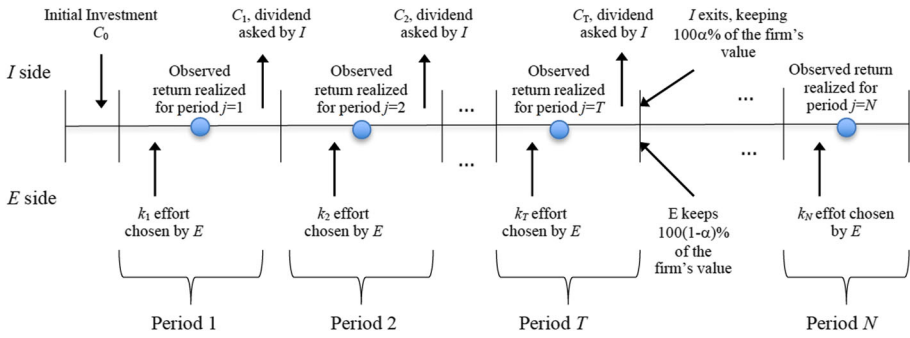 Initial Investment
C₀
C₁, dividend
asked by I
C₂, dividend
asked by I
C_T, dividend
asked by I
I exits, keeping
100α% of the firm's
value
I side
Observed
return realized
for period j=1
Observed
return realized
for period j=2
...
Observed
return realized
for period j=T
...
Observed return
realized for
period j=N
...
...
E side
k₁ effort
chosen by E
k₂ effort
chosen by E
k_T effort
chosen by E
E keeps
100(1-α)%
of the
firm's value
k_N effot chosen
by E
Period 1
Period 2
Period T
Period N